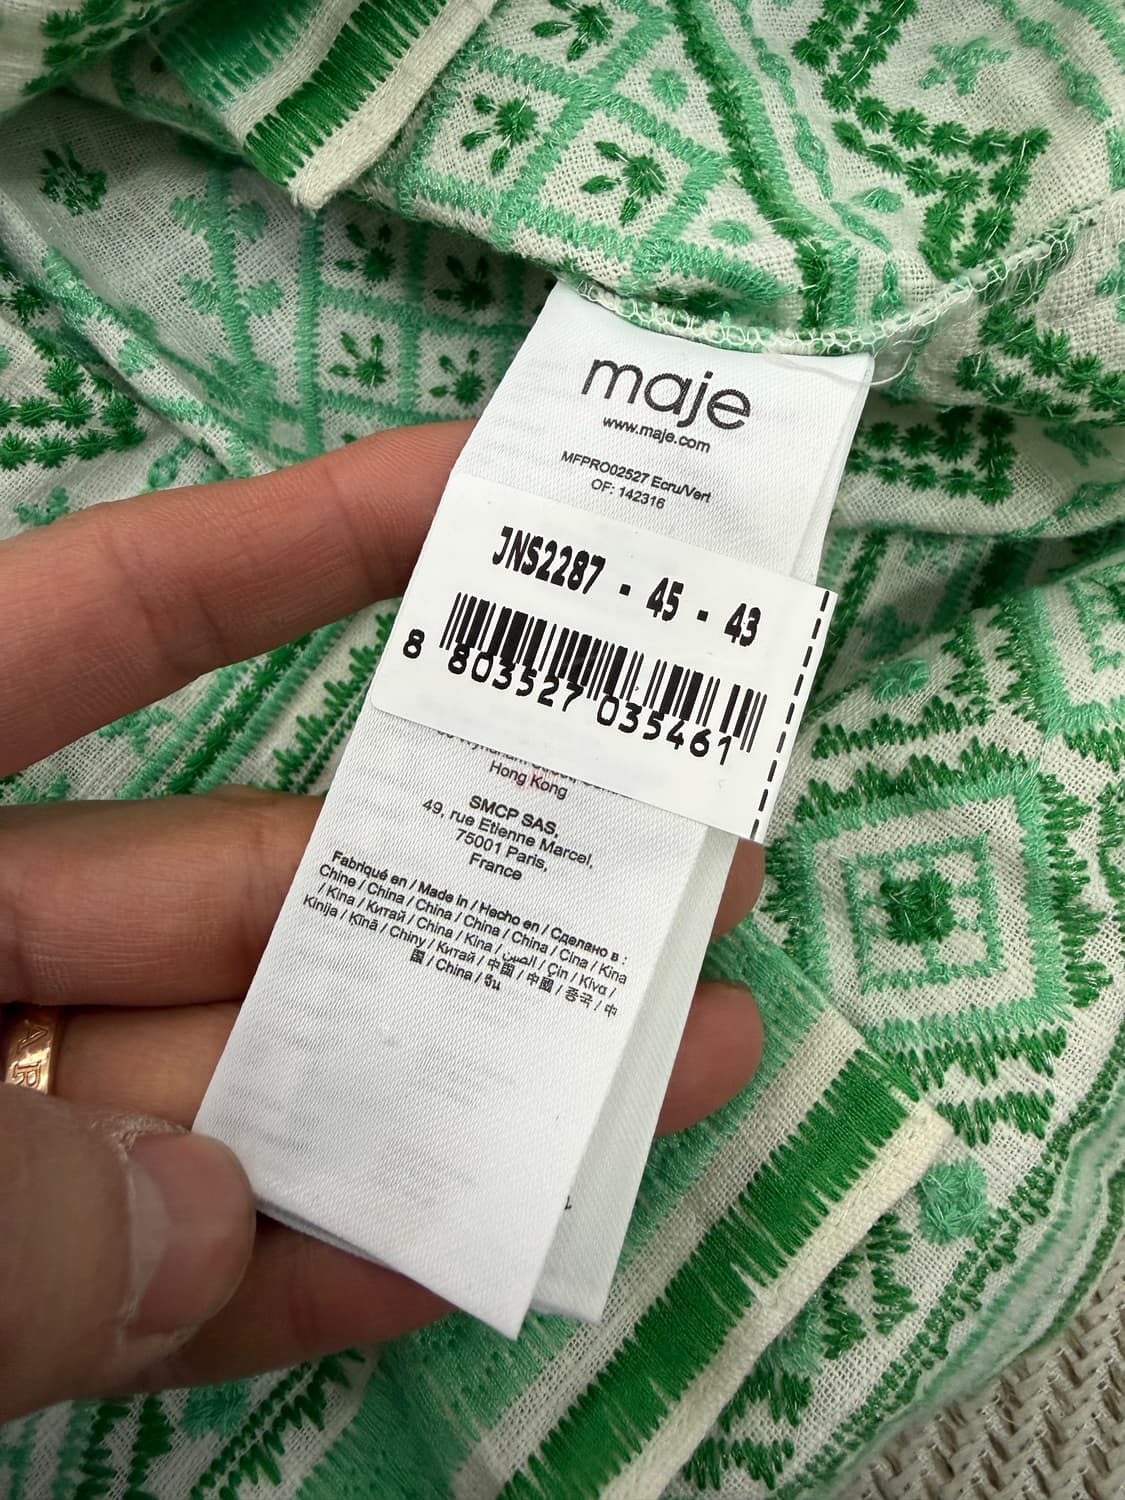 maje
www.maje.com
MFPRO02527 Ecru/Vert
OF: 142316
JNS2287 - 45 - 43
8 803527 035461
Hong Kong
SMCP SAS,
49, rue Etienne Marcel,
75001 Paris,
France
Fabriqué en / Made in / Hecho en / Сделано в :
Chine / China / China / China / China / Cina / Kina
/ Kina / Китай / China / Kina / الصين / Çin / Κίνα /
Kinija / Ķīnā / Chiny / Китай / 中国 / 中國 / 중국 / 中
国 / China / จีน